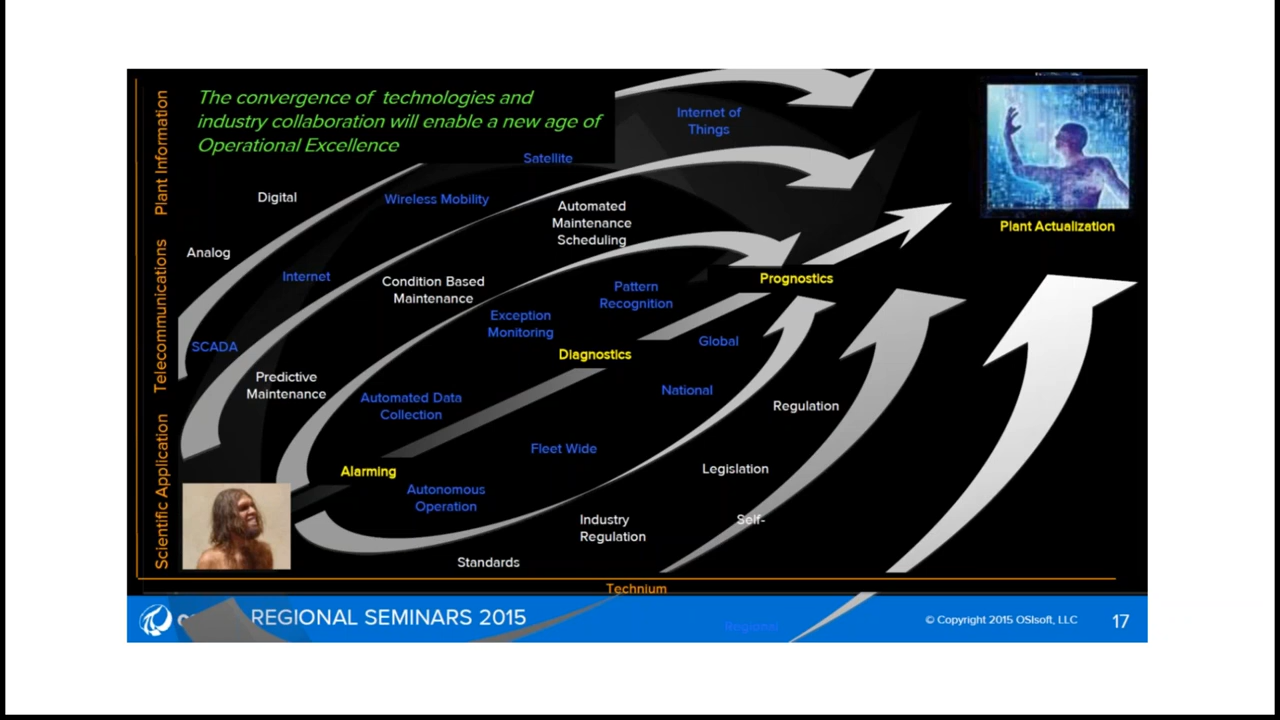 The convergence of technologies and
industry collaboration will enable a new age of
Operational Excellence
Plant Information
Telecommunications
Scientific Application
Internet of
Things
Satellite
Digital
Wireless Mobility
Automated
Maintenance
Scheduling
Plant Actualization
Analog
Internet
Condition Based
Maintenance
Prognostics
Pattern
Recognition
Exception
Monitoring
SCADA
Diagnostics
Global
Predictive
Maintenance
Automated Data
Collection
National
Regulation
Fleet Wide
Alarming
Legislation
Autonomous
Operation
Industry
Regulation
Self-
Standards
Technium
REGIONAL SEMINARS 2015
© Copyright 2015 OSIsoft, LLC
17
Regional